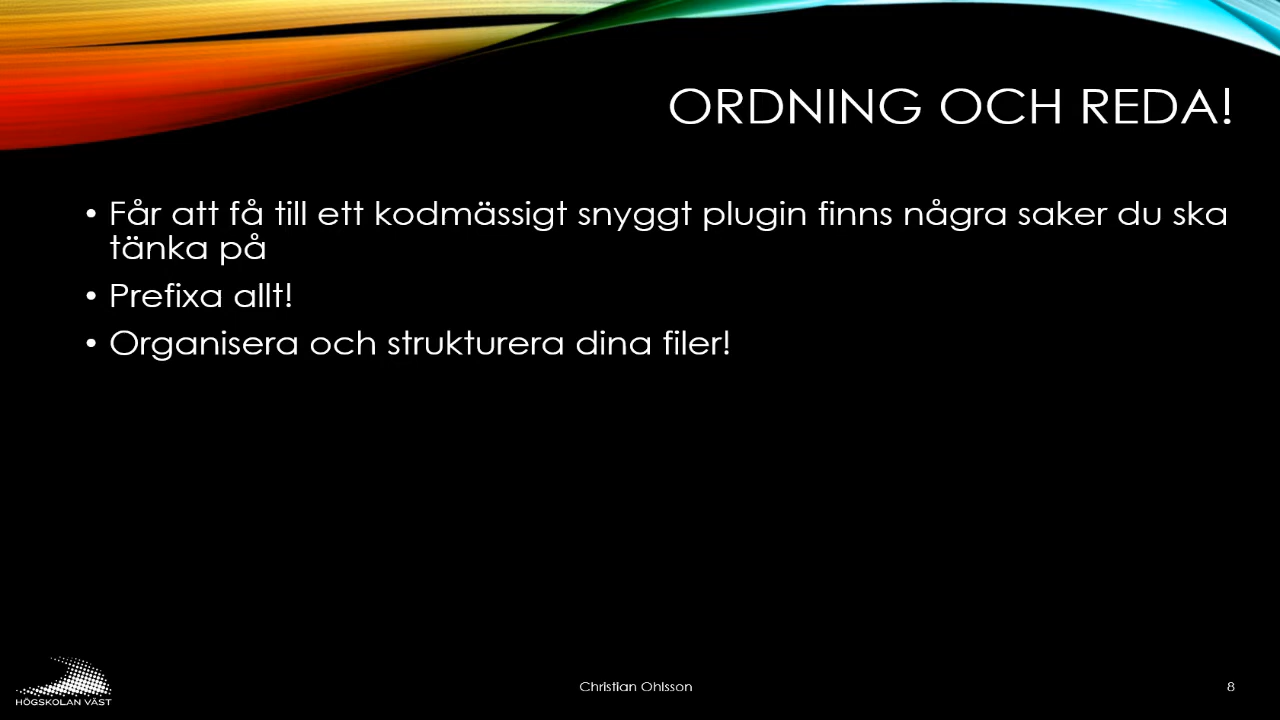 ORDNING OCH REDA!
• Får att få till ett kodmässigt snyggt plugin finns några saker du ska
tänka på
• Prefixa allt!
• Organisera och strukturera dina filer!
HÖGSKOLAN VÄST
Christian Ohlsson
8